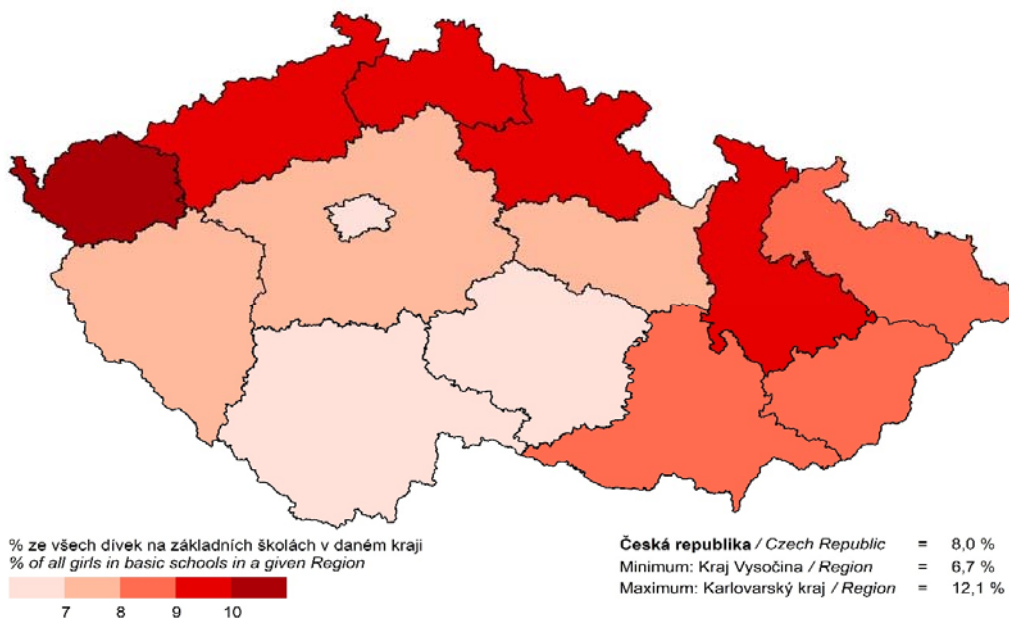 % ze všech dívek na základních školách v daném kraji
% of all girls in basic schools in a given Region
7 8 9 10
Česká republika / Czech Republic = 8,0 %
Minimum: Kraj Vysočina / Region = 6,7 %
Maximum: Karlovarský kraj / Region = 12,1 %